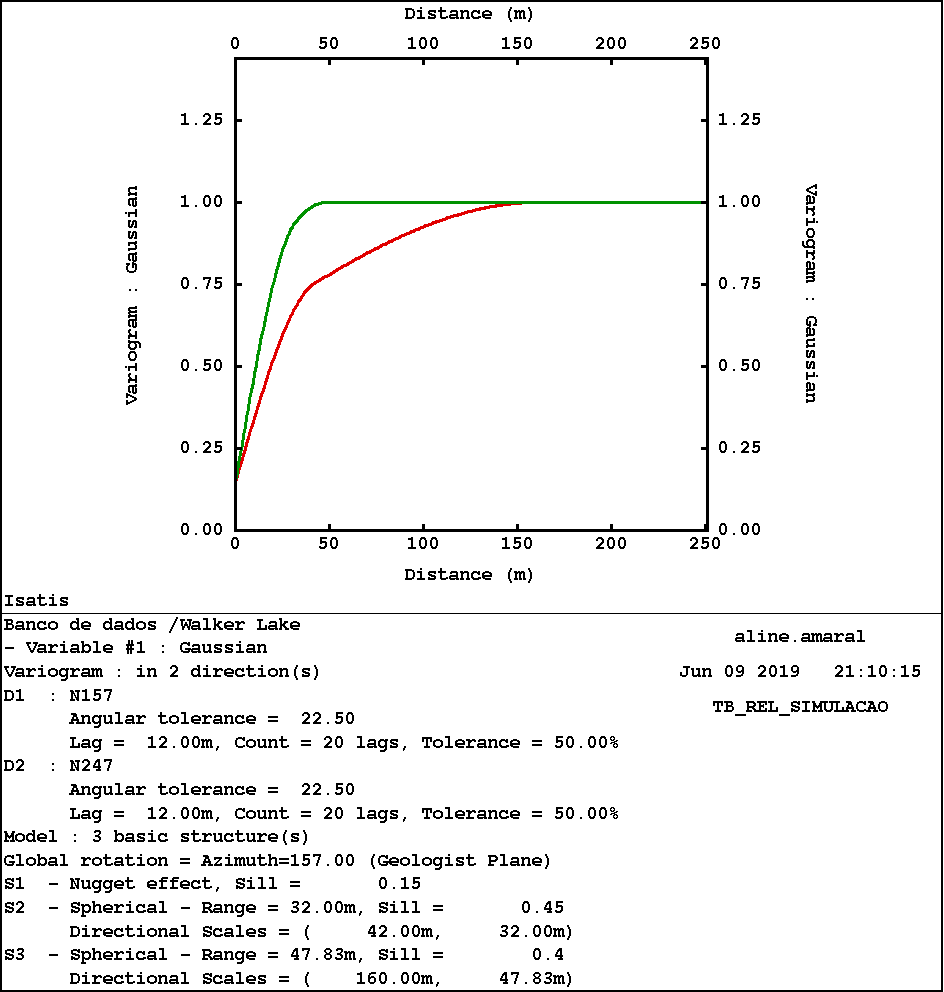 Distance (m)
0 50 100 150 200 250
1.25 1.25
1.00 1.00
0.75 0.75
0.50 0.50
0.25 0.25
0.00 0.00
Variogram : Gaussian
Variogram : Gaussian
0 50 100 150 200 250
Distance (m)
Isatis
Banco de dados /Walker Lake
- Variable #1 : Gaussian
Variogram : in 2 direction(s)
D1 : N157
Angular tolerance = 22.50
Lag = 12.00m, Count = 20 lags, Tolerance = 50.00%
D2 : N247
Angular tolerance = 22.50
Lag = 12.00m, Count = 20 lags, Tolerance = 50.00%
Model : 3 basic structure(s)
Global rotation = Azimuth=157.00 (Geologist Plane)
S1 - Nugget effect, Sill = 0.15
S2 - Spherical - Range = 32.00m, Sill = 0.45
Directional Scales = ( 42.00m, 32.00m)
S3 - Spherical - Range = 47.83m, Sill = 0.4
Directional Scales = ( 160.00m, 47.83m)
aline.amaral
Jun 09 2019 21:10:15
TB_REL_SIMULACAO